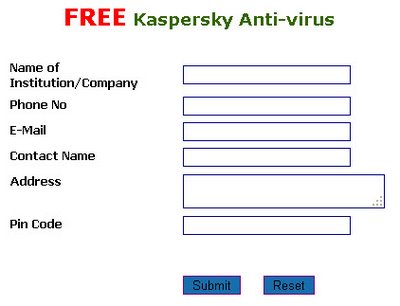 FREE Kaspersky Anti-virus
Name of
Institution/Company
Phone No
E-Mail
Contact Name
Address
Pin Code
Submit Reset